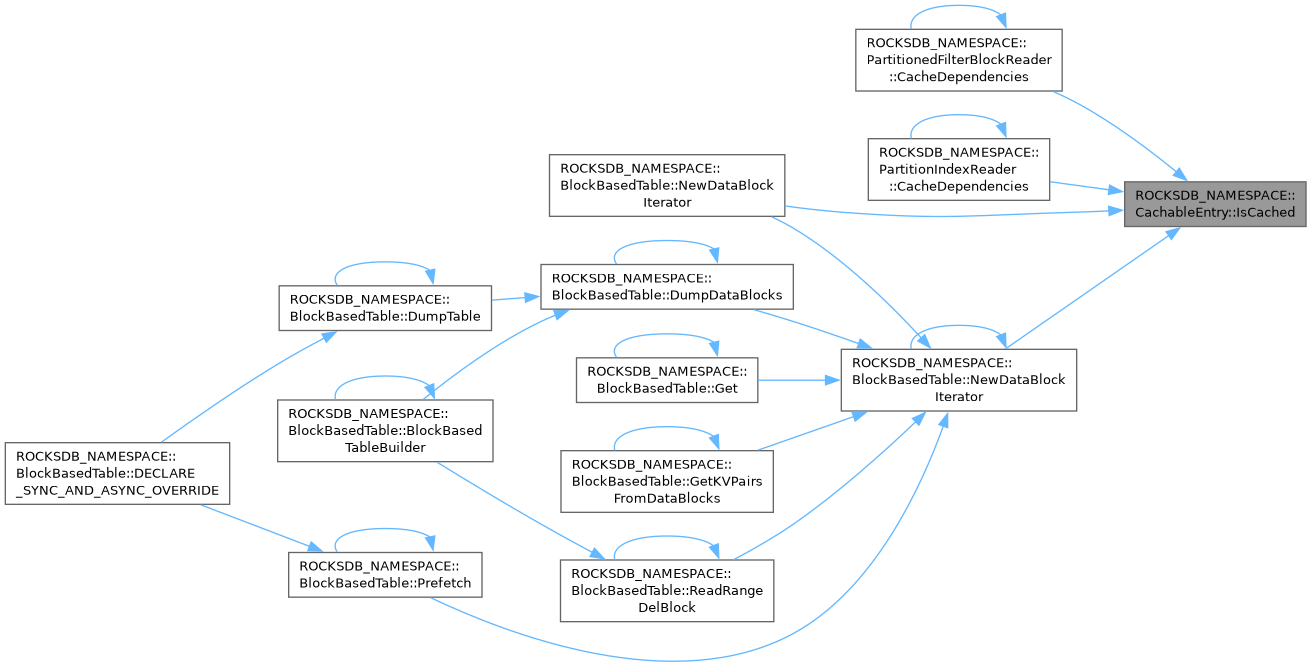 ROCKSDB_NAMESPACE::
PartitionedFilterBlockReader
::CacheDependencies
ROCKSDB_NAMESPACE::
PartitionIndexReader
::CacheDependencies
ROCKSDB_NAMESPACE::
CachableEntry::IsCached
ROCKSDB_NAMESPACE::
BlockBasedTable::NewDataBlock
Iterator
ROCKSDB_NAMESPACE::
BlockBasedTable::DumpDataBlocks
ROCKSDB_NAMESPACE::
BlockBasedTable::DumpTable
ROCKSDB_NAMESPACE::
BlockBasedTable::NewDataBlock
Iterator
ROCKSDB_NAMESPACE::
BlockBasedTable::Get
ROCKSDB_NAMESPACE::
BlockBasedTable::BlockBased
TableBuilder
ROCKSDB_NAMESPACE::
BlockBasedTable::DECLARE
_SYNC_AND_ASYNC_OVERRIDE
ROCKSDB_NAMESPACE::
BlockBasedTable::GetKVPairs
FromDataBlocks
ROCKSDB_NAMESPACE::
BlockBasedTable::Prefetch
ROCKSDB_NAMESPACE::
BlockBasedTable::ReadRange
DelBlock